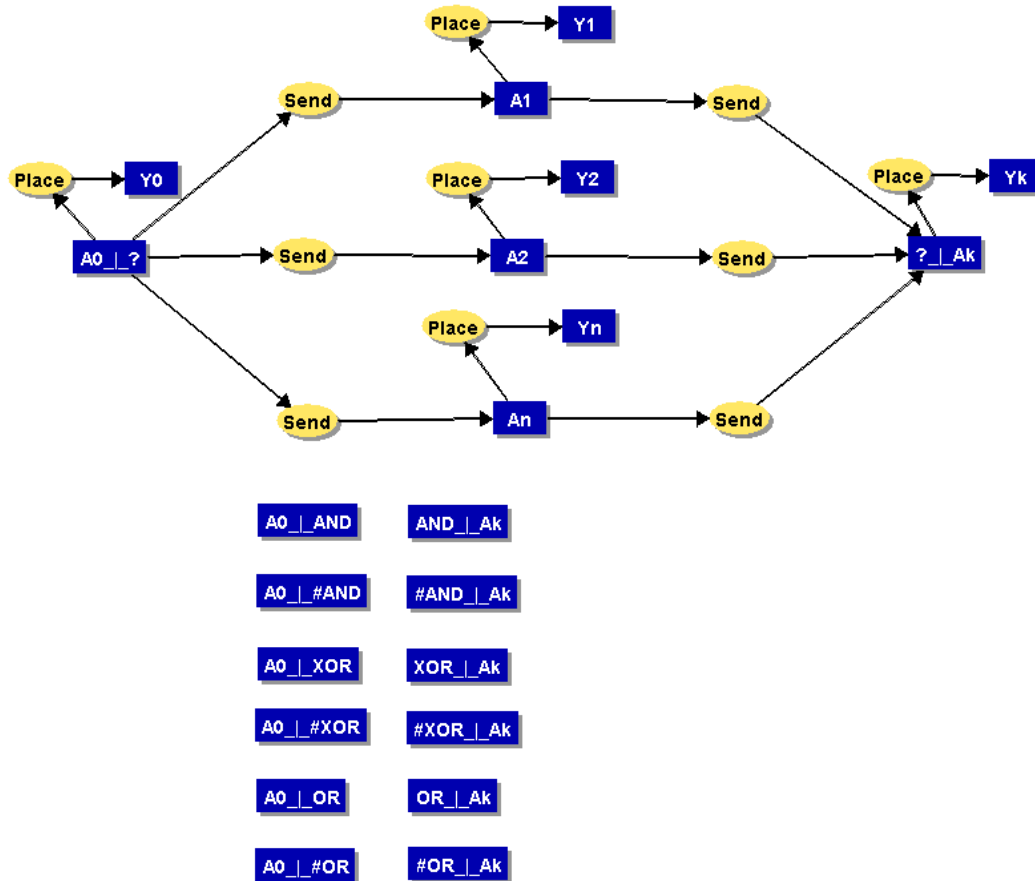 Place
Y1
Send
A1
Send
Place
Y0
Place
Y2
Place
Yk
A0_|_?
Send
A2
Send
?_|_Ak
Place
Yn
Send
An
Send
A0_|_AND
AND_|_Ak
A0_|_#AND
#AND_|_Ak
A0_|_XOR
XOR_|_Ak
A0_|_#XOR
#XOR_|_Ak
A0_|_OR
OR_|_Ak
A0_|_#OR
#OR_|_Ak